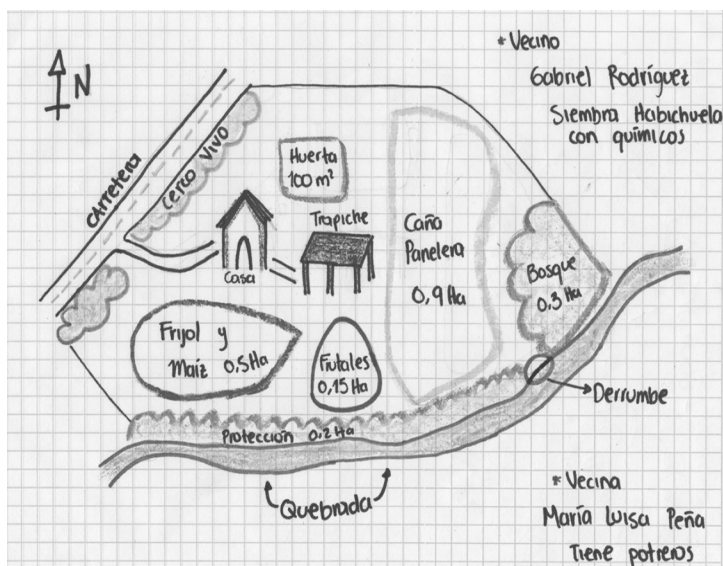 * Vecino
Gabriel Rodríguez
Siembra Habichuela
con químicos
N
Carretera
Cerco Vivo
Huerta
100 m²
Trapiche
Casa
Caña
Panelera
0,9 Ha
Bosque
0,3 Ha
Frijol y
Maíz 0,5 Ha
Frutales
0,15 Ha
Derrumbe
Protección 0.2 Ha
Quebrada
* Vecina
María Luisa Peña
Tiene potreros